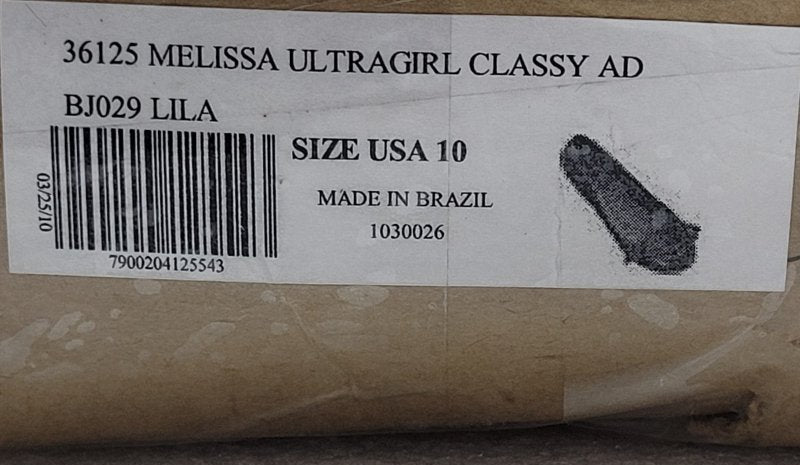 36125 MELISSA ULTRAGIRL CLASSY AD
BJ029 LILA
SIZE USA 10
MADE IN BRAZIL
1030026
03/25/10
7900204125543